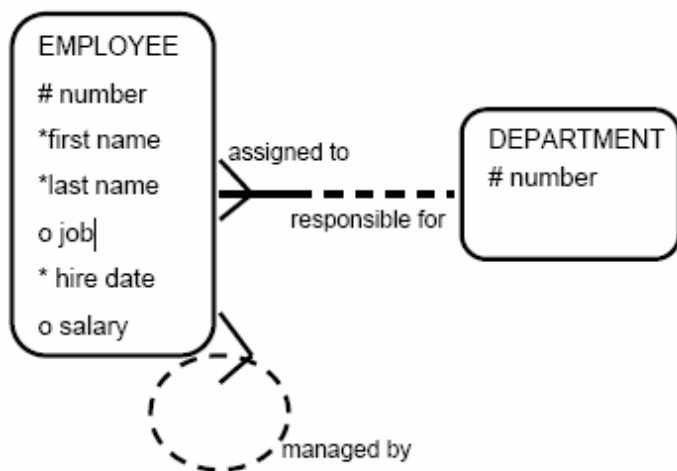 EMPLOYEE
# number
*first name
*last name
o job
* hire date
o salary
assigned to
responsible for
DEPARTMENT
# number
managed by